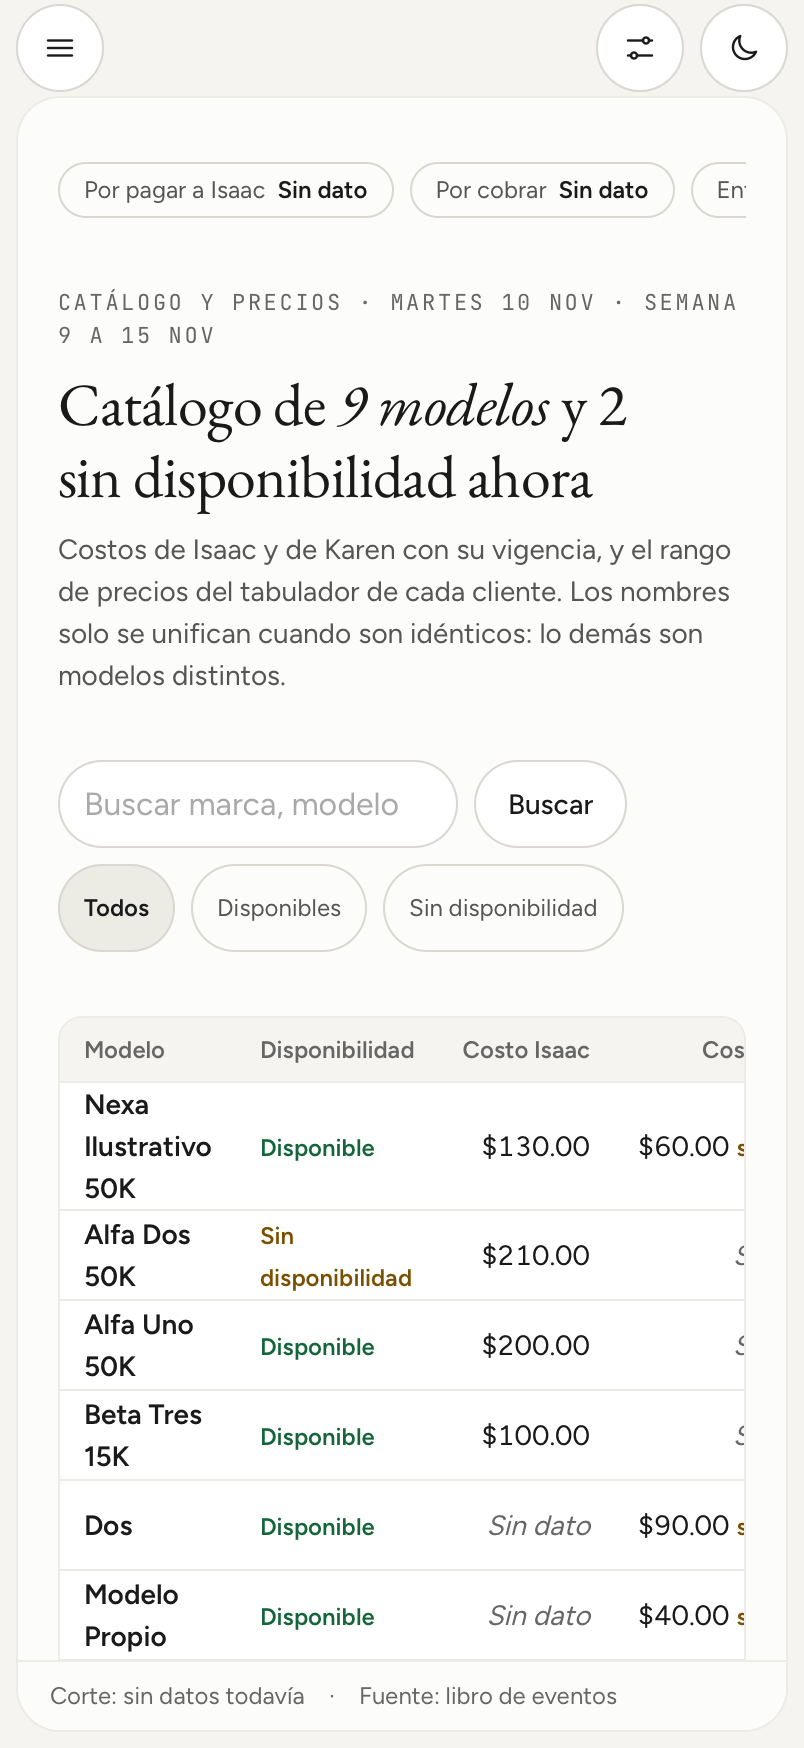 Por pagar a Isaac Sin dato Por cobrar Sin dato
CATÁLOGO Y PRECIOS · MARTES 10 NOV · SEMANA
9 A 15 NOV
Catálogo de 9 modelos y 2
sin disponibilidad ahora
Costos de Isaac y de Karen con su vigencia, y el rango
de precios del tabulador de cada cliente. Los nombres
solo se unifican cuando son idénticos: lo demás son
modelos distintos.
Buscar marca, modelo Buscar
Todos Disponibles Sin disponibilidad
Modelo Disponibilidad Costo Isaac
Nexa
Ilustrativo Disponible $130.00 $60.00
50K
Alfa Dos Sin
50K disponibilidad $210.00
Alfa Uno
50K Disponible $200.00
Beta Tres
15K Disponible $100.00
Dos Disponible Sin dato $90.00
Modelo
Propio Disponible Sin dato $40.00
Corte: sin datos todavía · Fuente: libro de eventos